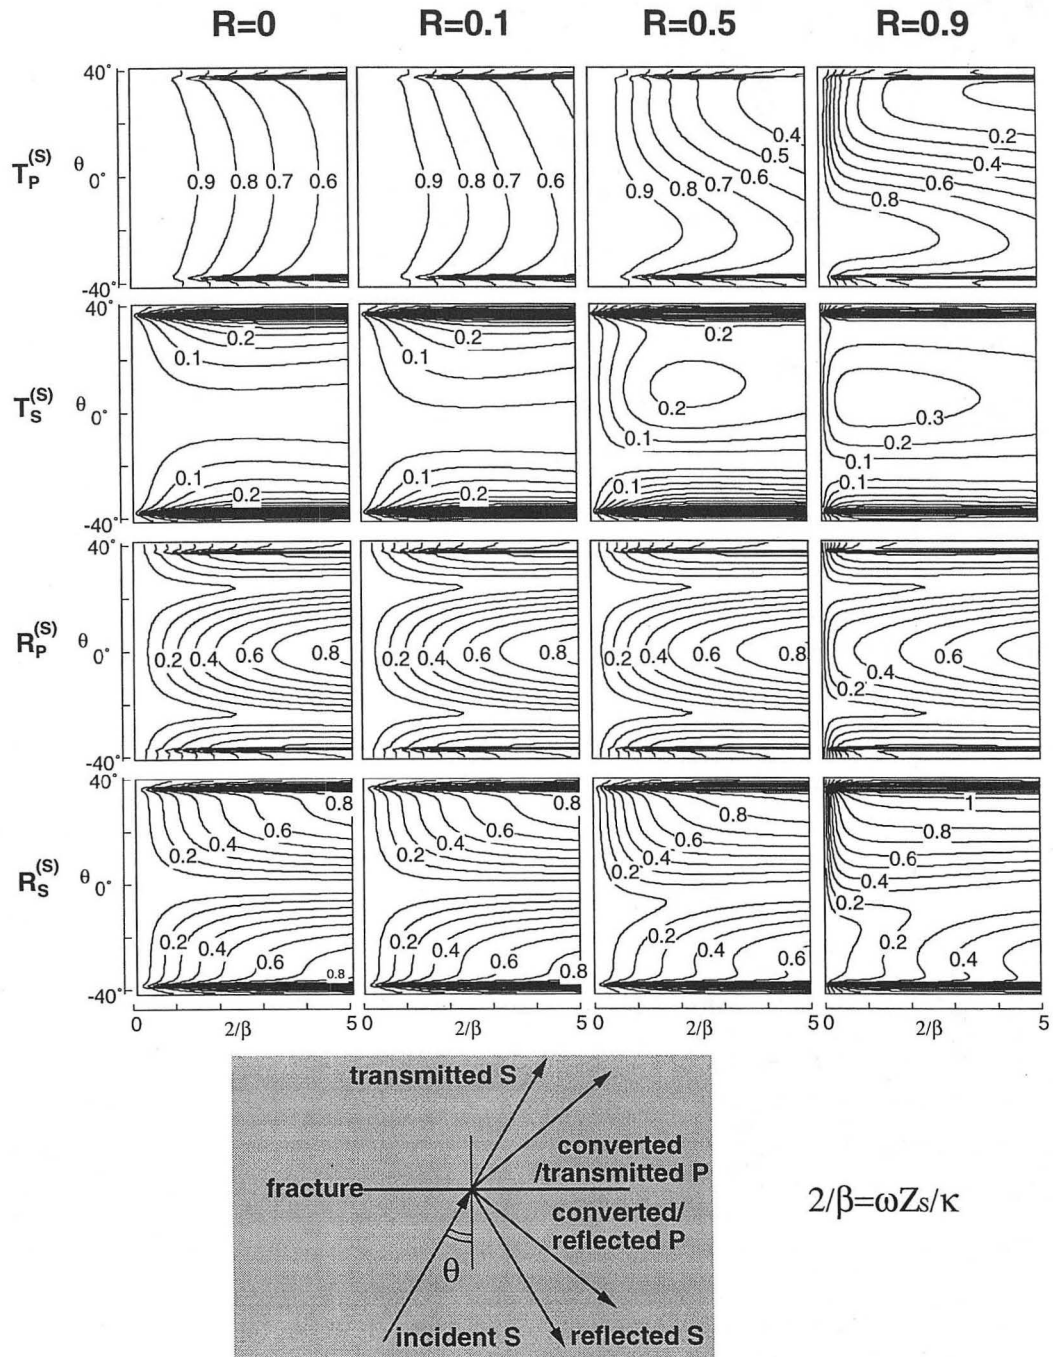 R=0 R=0.1 R=0.5 R=0.9
40°
T_P^(S) θ 0° 0.9 0.8 0.7 0.6 0.9 0.8 0.7 0.6 0.9 0.8 0.7 0.6 0.5 0.4 0.8 0.6 0.4 0.2
-40°
40°
0.2 0.2 0.2
0.1 0.1
T_S^(S) θ 0° 0.2 0.3
0.1 0.2
0.1 0.1 0.1 0.1
0.2 0.2 0.1
-40°
40°
R_P^(S) θ 0° 0.2 0.4 0.6 0.8 0.2 0.4 0.6 0.8 0.2 0.4 0.6 0.8 0.2 0.4 0.6
-40°
40°
0.8 0.8 0.8 1
0.6 0.6 0.6 0.8
0.4 0.4 0.4 0.6
0.2 0.2 0.2 0.4
R_S^(S) θ 0° 0.2
0.2 0.2 0.2 0.2
0.4 0.4 0.4 0.4
0.6 0.6 0.6
0.8 0.8
-40°
0 2/β 5 0 2/β 5 0 2/β 5 0 2/β 5
transmitted S
converted
/transmitted P
fracture
converted/
reflected P
2/β=ωZs/κ
θ
incident S reflected S